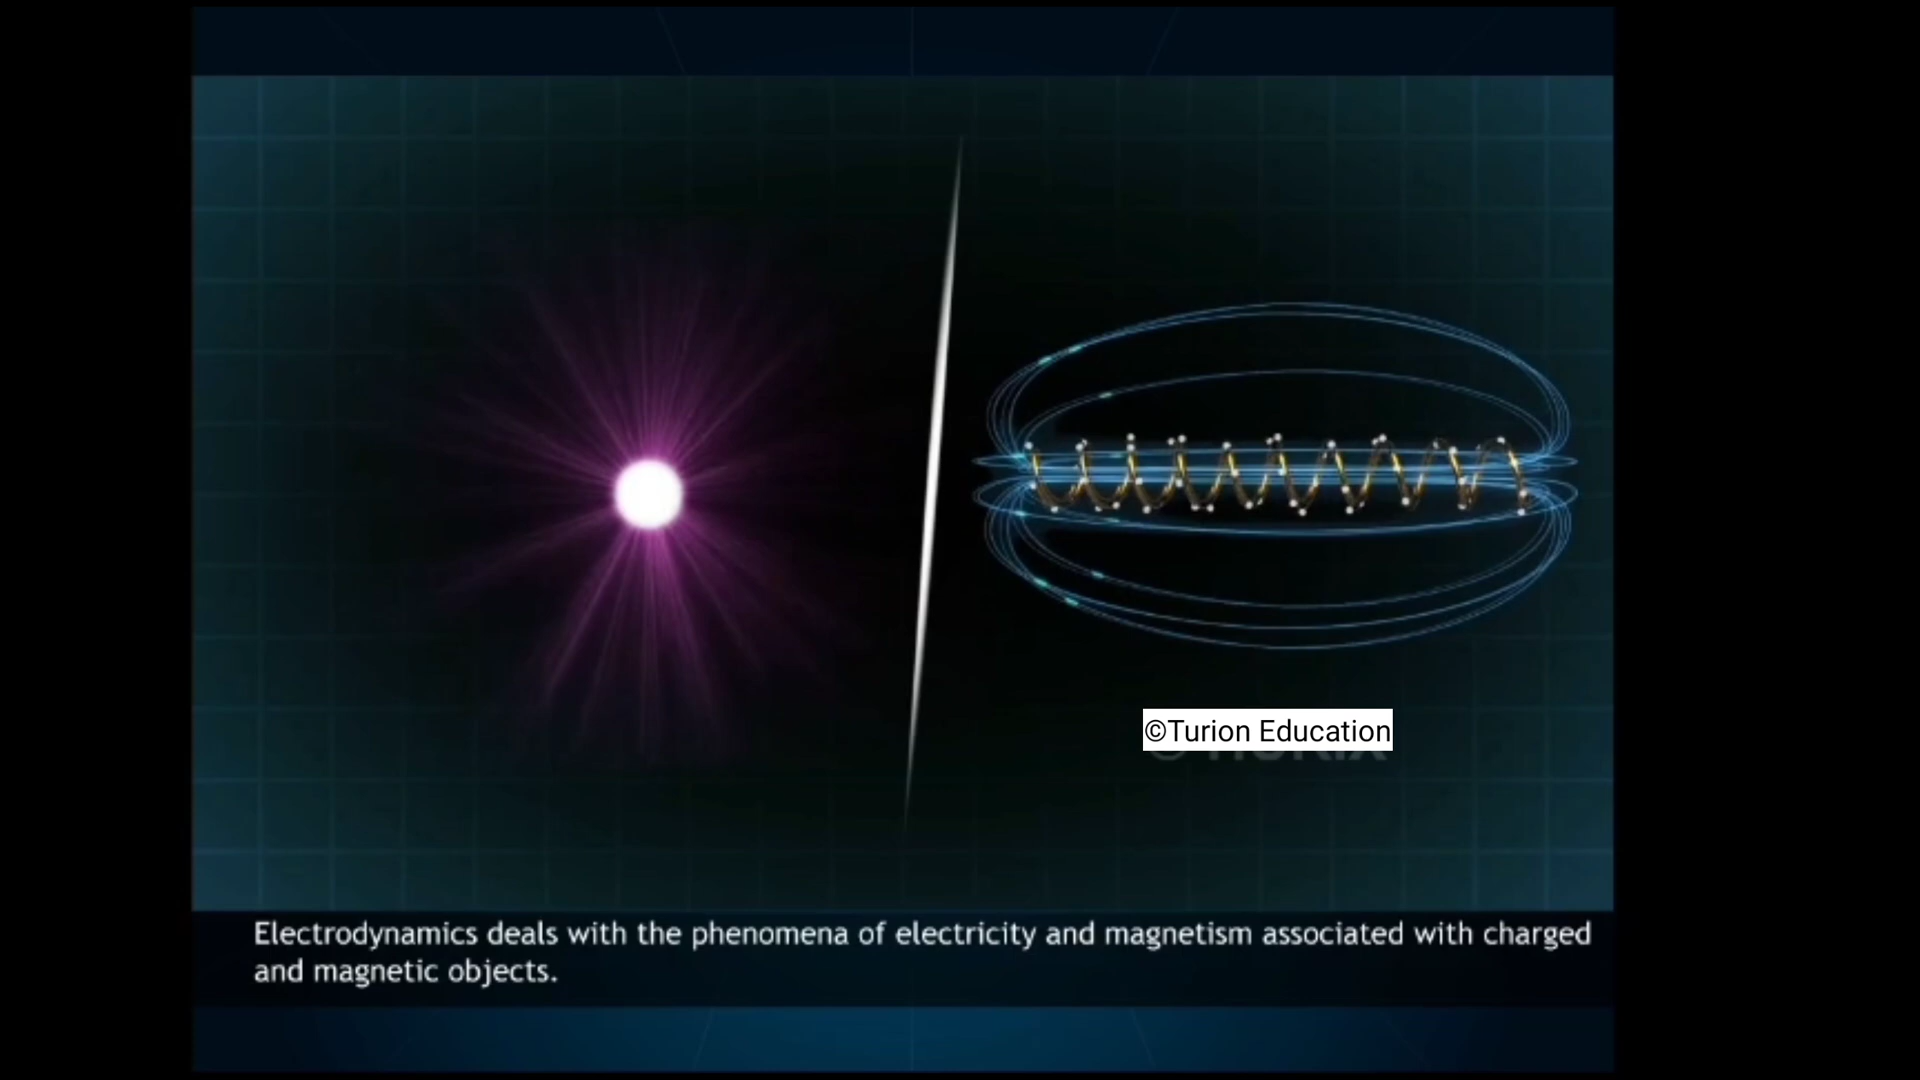 ©Turion Education
Electrodynamics deals with the phenomena of electricity and magnetism associated with charged
and magnetic objects.